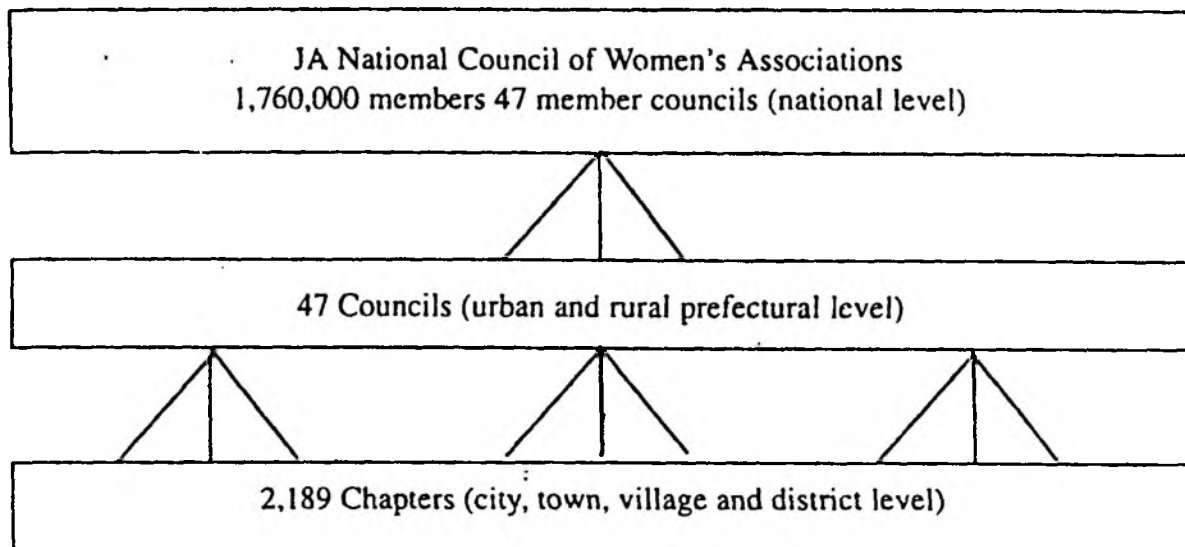 JA National Council of Women's Associations
1,760,000 members 47 member councils (national level)
47 Councils (urban and rural prefectural level)
2,189 Chapters (city, town, village and district level)